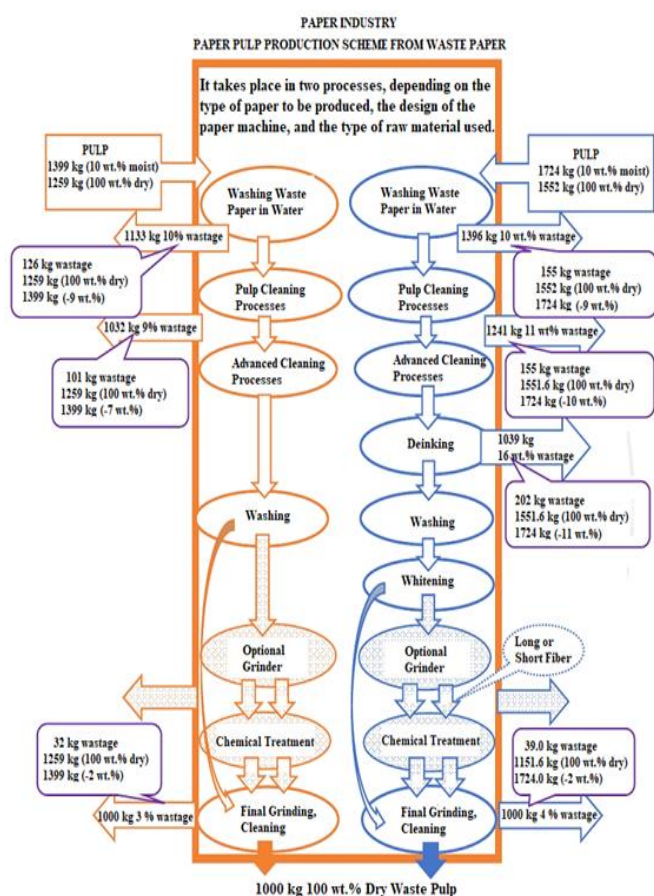 PAPER INDUSTRY
PAPER PULP PRODUCTION SCHEME FROM WASTE PAPER
It takes place in two processes, depending on the
type of paper to be produced, the design of the
paper machine, and the type of raw material used.
PULP
1399 kg (10 wt.% moist)
1259 kg (100 wt.% dry)
PULP
1724 kg (10 wt.% moist)
1552 kg (100 wt.% dry)
Washing Waste
Paper in Water
Washing Waste
Paper in Water
1133 kg 10% wastage
1396 kg 10 wt.% wastage
126 kg wastage
1259 kg (100 wt.% dry)
1399 kg (-9 wt.%)
155 kg wastage
1552 kg (100 wt.% dry)
1724 kg (-9 wt.%)
Pulp Cleaning
Processes
Pulp Cleaning
Processes
1032 kg 9% wastage
1241 kg 11 wt% wastage
Advanced Cleaning
Processes
Advanced Cleaning
Processes
101 kg wastage
1259 kg (100 wt.% dry)
1399 kg (-7 wt.%)
155 kg wastage
1551.6 kg (100 wt.% dry)
1724 kg (-10 wt.%)
Deinking
1039 kg
16 wt.% wastage
202 kg wastage
1551.6 kg (100 wt.% dry)
1724 kg (-11 wt.%)
Washing
Washing
Whitening
Optional
Grinder
Optional
Grinder
Long or
Short Fiber
Chemical Treatment
Chemical Treatment
32 kg wastage
1259 kg (100 wt.% dry)
1399 kg (-2 wt.%)
39.0 kg wastage
1151.6 kg (100 wt.% dry)
1724.0 kg (-2 wt.%)
1000 kg 3 % wastage
Final Grinding,
Cleaning
Final Grinding,
Cleaning
1000 kg 4 % wastage
1000 kg 100 wt.% Dry Waste Pulp